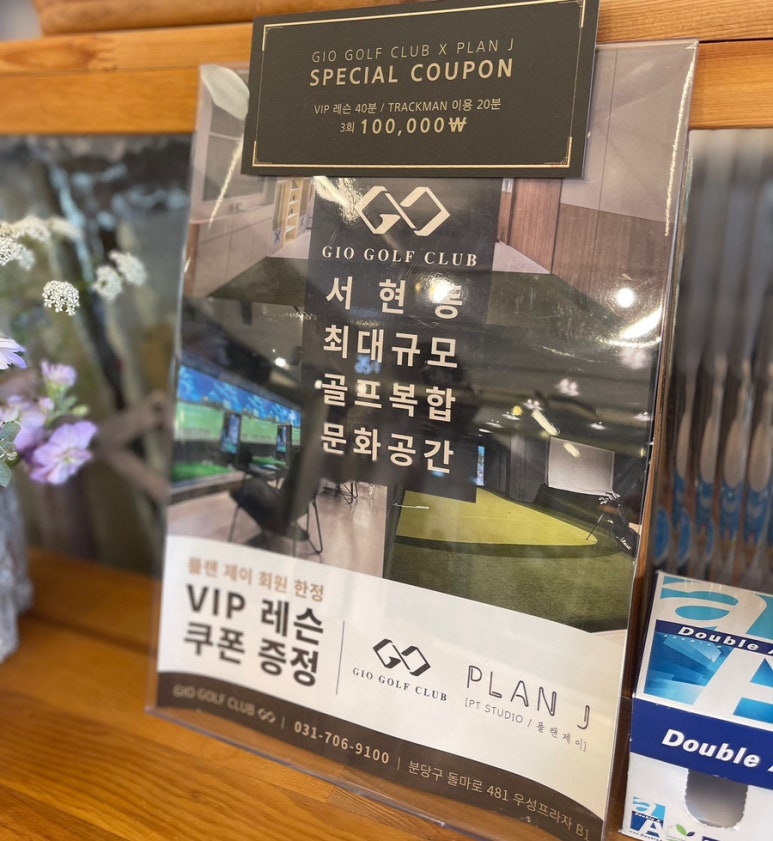 GIO GOLF CLUB X PLAN J
SPECIAL COUPON
VIP 레슨 40분 / TRACKMAN 이용 20분
3회 100,000₩
GIO GOLF CLUB
서현동
최대규모
골프복합
문화공간
플랜 제이 회원 한정
VIP 레슨
쿠폰 증정
GIO GOLF CLUB
PLAN J
[PT STUDIO / 플랜제이]
GIO GOLF CLUB | 031-706-9100 | 분당구 돌마로 481 우성프라자 B1
Double A
Double A